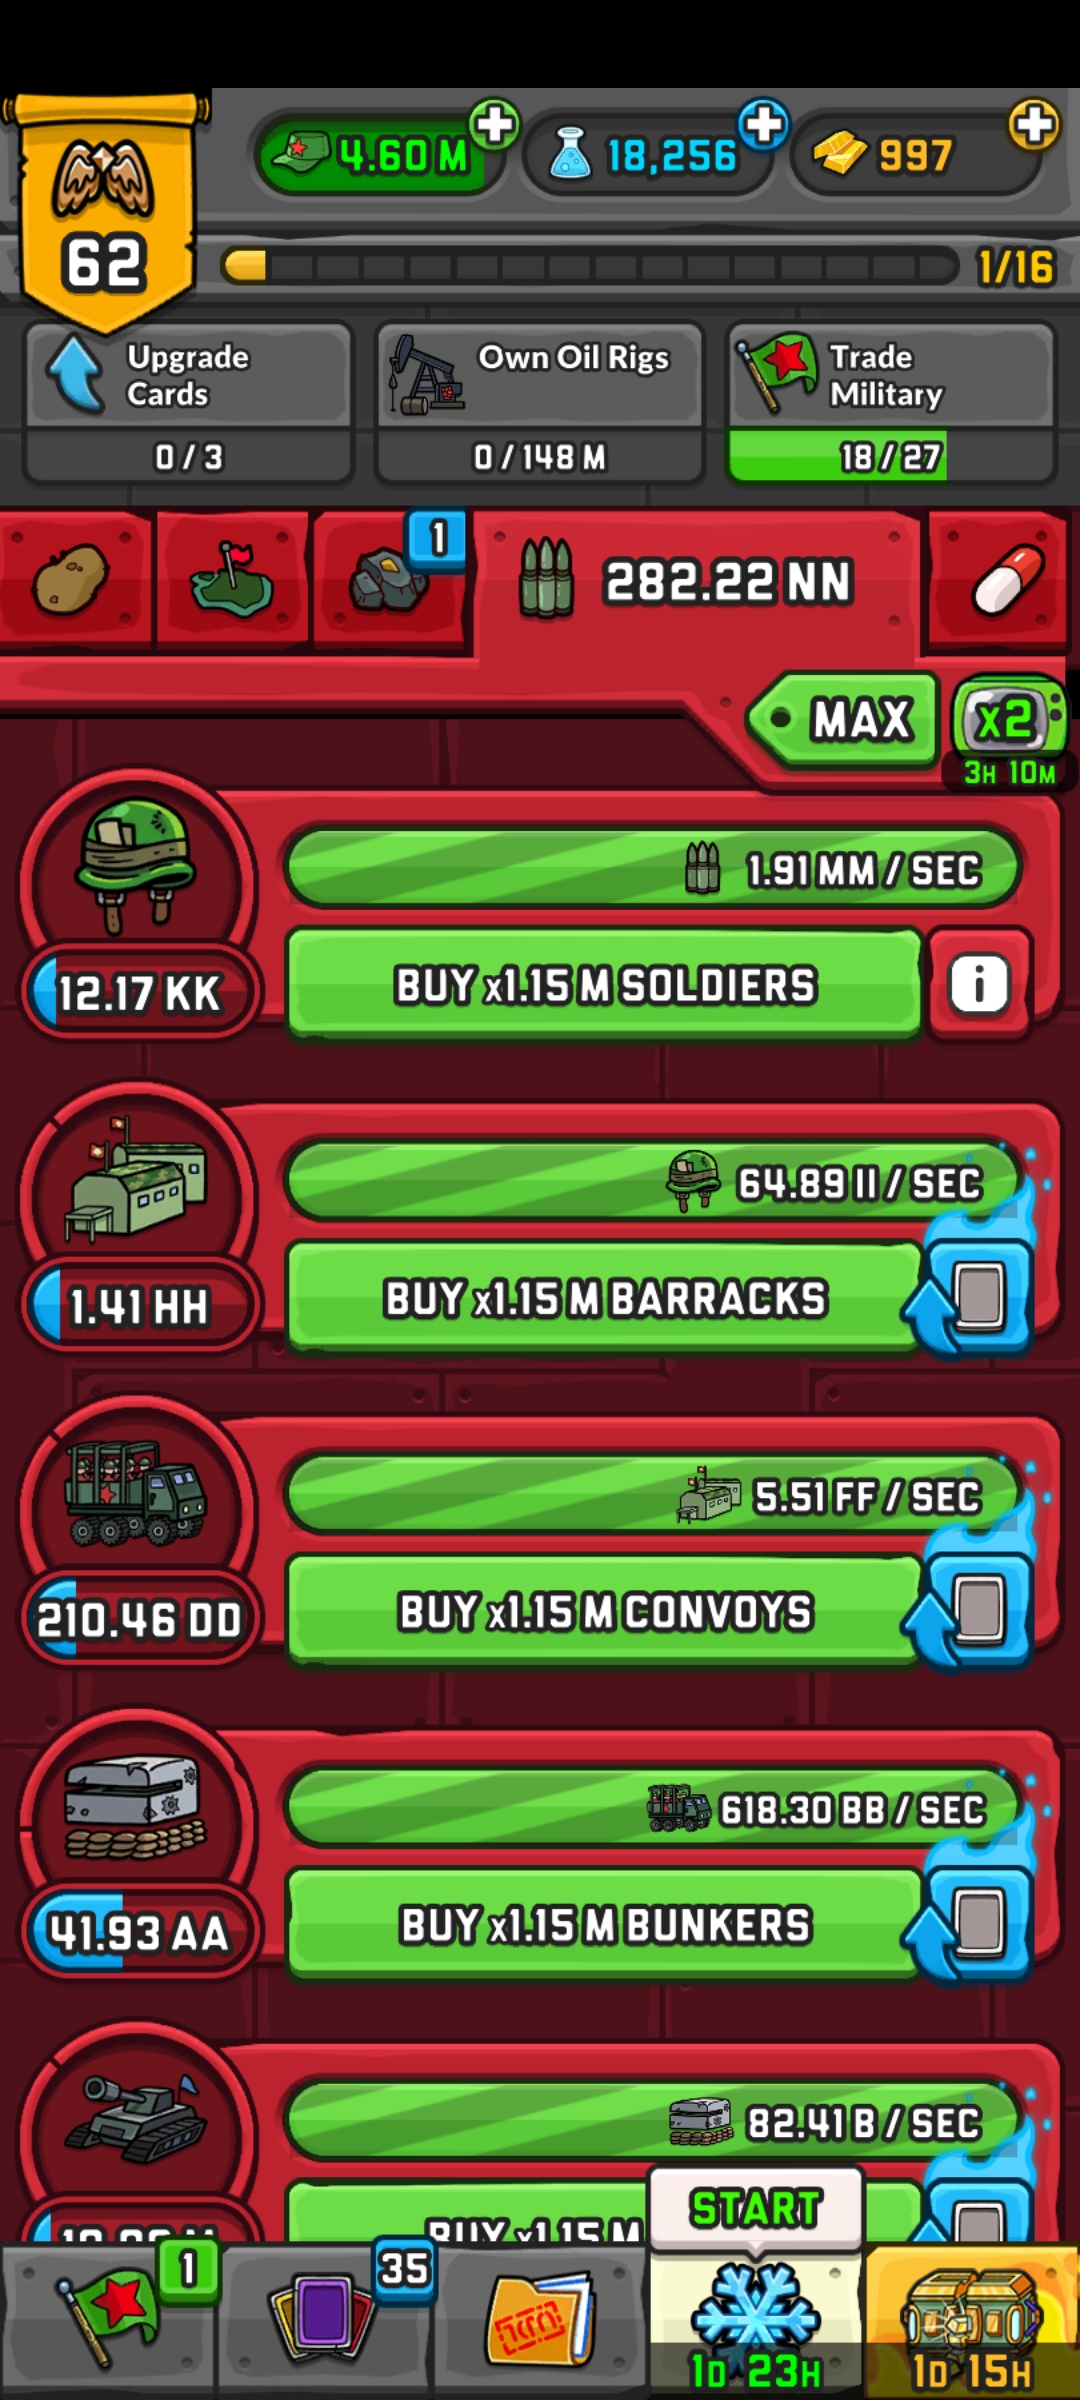 4.60 M
18,256
997
62
1/16
Upgrade
Cards
0 / 3
Own Oil Rigs
0 / 148 M
Trade
Military
18 / 27
1
282.22 NN
MAX
x2
3H 10M
1.91 MM / SEC
12.17 KK
BUY x1.15 M SOLDIERS
i
64.89 II / SEC
1.41 HH
BUY x1.15 M BARRACKS
5.51 FF / SEC
210.46 DD
BUY x1.15 M CONVOYS
618.30 BB / SEC
41.93 AA
BUY x1.15 M BUNKERS
82.41 B / SEC
BUY x1.15 M
START
1
35
1D 23H
1D 15H